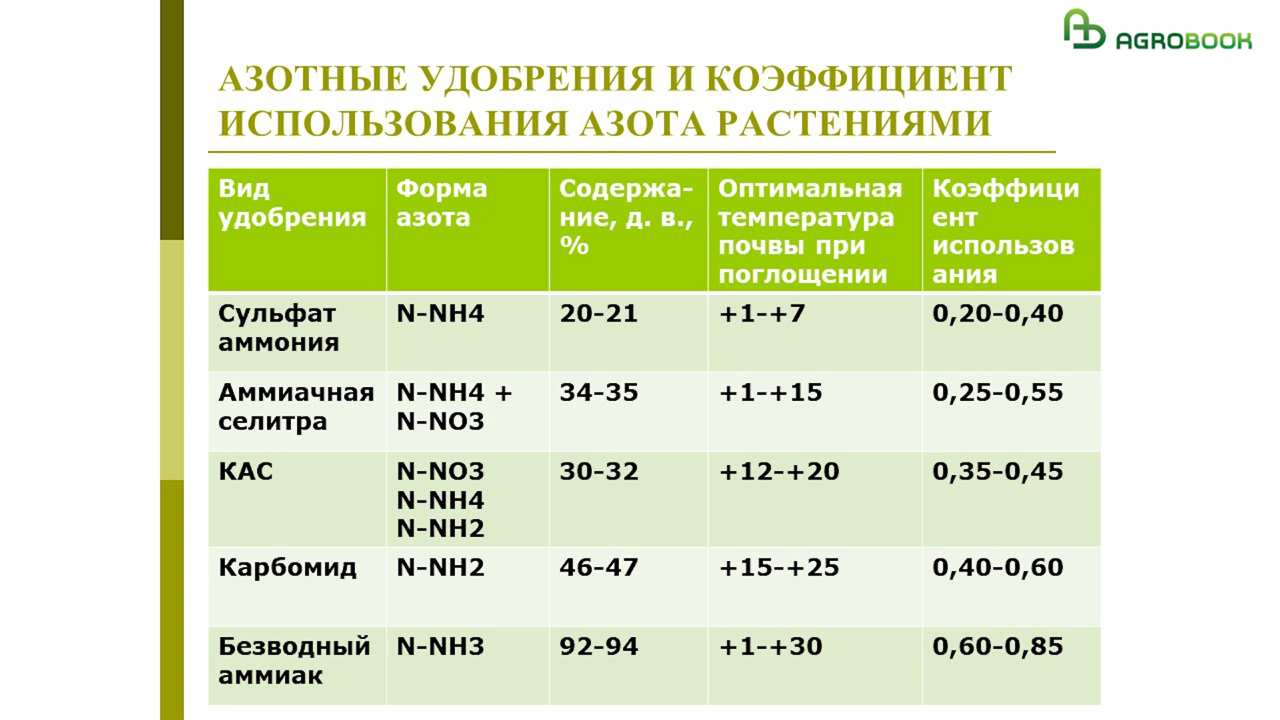 AGROBOOK
АЗОТНЫЕ УДОБРЕНИЯ И КОЭФФИЦИЕНТ
ИСПОЛЬЗОВАНИЯ АЗОТА РАСТЕНИЯМИ
Вид
удобрения
Форма
азота
Содержа-
ние, д. в.,
%
Оптимальная
температура
почвы при
поглощении
Коэффици
ент
использов
ания
Сульфат
аммония
N-NH4
20-21
+1-+7
0,20-0,40
Аммиачная
селитра
N-NH4 +
N-NO3
34-35
+1-+15
0,25-0,55
КАС
N-NO3
N-NH4
N-NH2
30-32
+12-+20
0,35-0,45
Карбомид
N-NH2
46-47
+15-+25
0,40-0,60
Безводный
аммиак
N-NH3
92-94
+1-+30
0,60-0,85